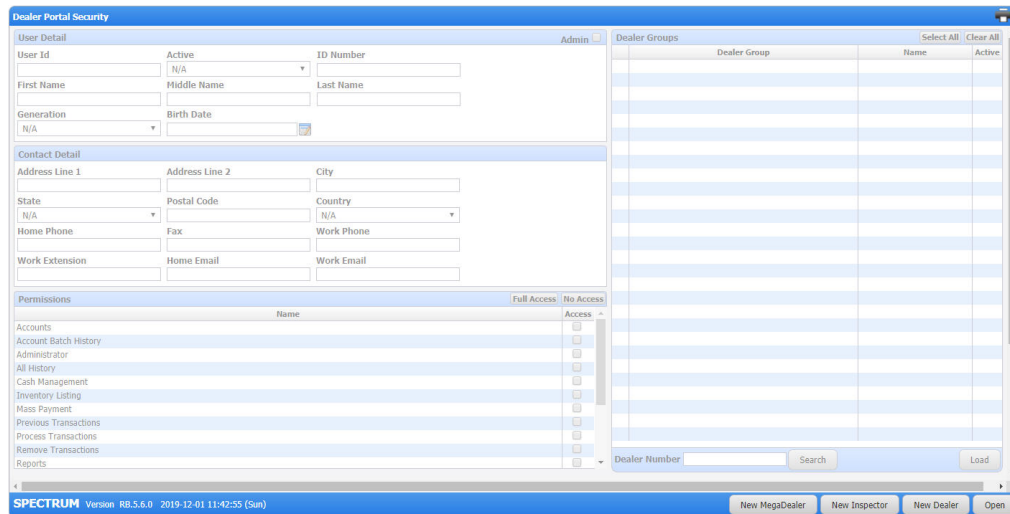 Dealer Portal Security
User Detail
Admin
User Id Active ID Number
N/A
First Name Middle Name Last Name
Generation Birth Date
N/A
Contact Detail
Address Line 1 Address Line 2 City
State Postal Code Country
N/A N/A
Home Phone Fax Work Phone
Work Extension Home Email Work Email
Permissions Full Access No Access
Name Access
Accounts
Account Batch History
Administrator
All History
Cash Management
Inventory Listing
Mass Payment
Previous Transactions
Process Transactions
Remove Transactions
Reports
Dealer Groups Select All Clear All
Dealer Group Name Active
Dealer Number Search Load
SPECTRUM Version RB.5.6.0 2019-12-01 11:42:55 (Sun)
New MegaDealer New Inspector New Dealer Open